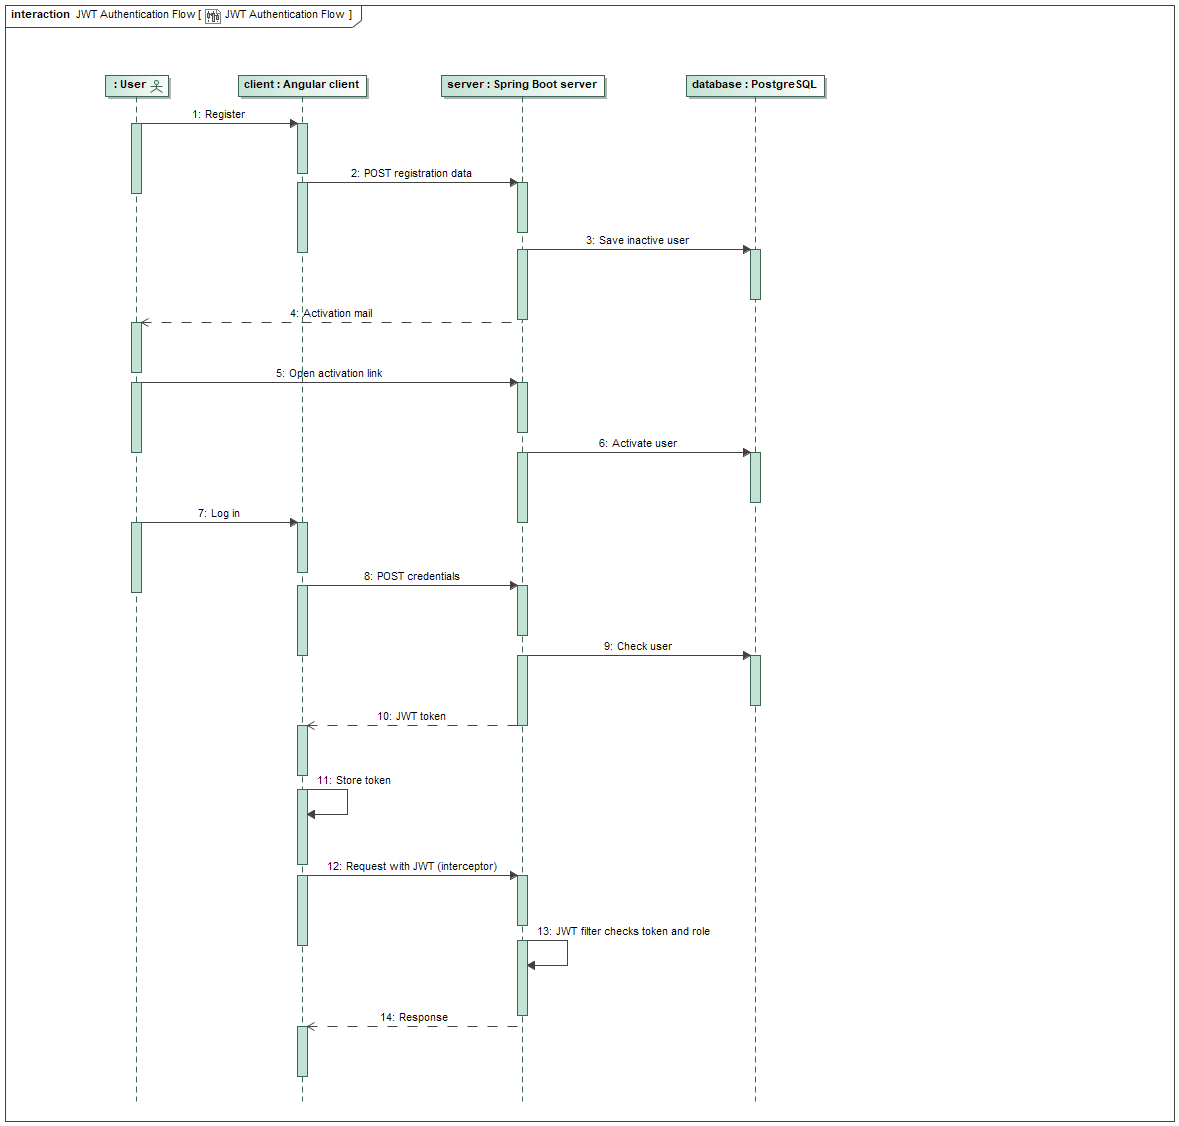 interaction JWT Authentication Flow [ JWT Authentication Flow ]
: User
client : Angular client
server : Spring Boot server
database : PostgreSQL
1: Register
2: POST registration data
3: Save inactive user
4: Activation mail
5: Open activation link
6: Activate user
7: Log in
8: POST credentials
9: Check user
10: JWT token
11: Store token
12: Request with JWT (interceptor)
13: JWT filter checks token and role
14: Response